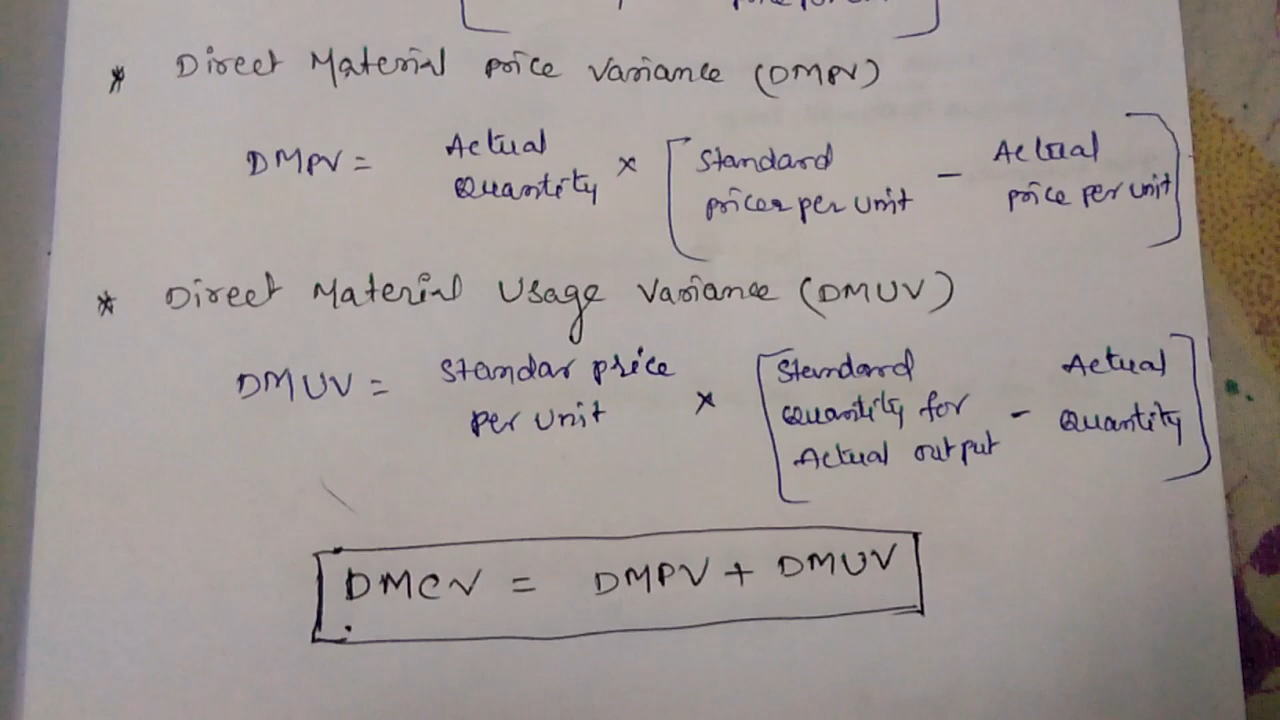 * Direct Material price variance (DMPV)
DMPV = Actual Quantity × [Standard pricer per unit - Actual price per unit]
* Direct Material Usage Variance (DMUV)
DMUV = Standar price per unit × [Standard quantity for Actual output - Actual Quantity]
DMCV = DMPV + DMUV